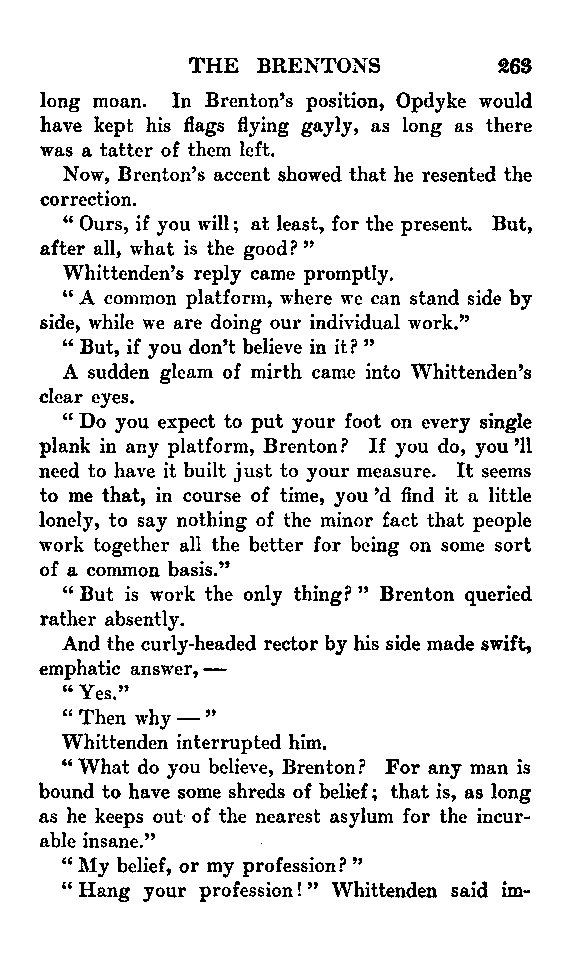 THE BRENTONS 263
long moan. In Brenton's position, Opdyke would
have kept his flags flying gayly, as long as there
was a tatter of them left.
Now, Brenton's accent showed that he resented the
correction.
" Ours, if you will; at least, for the present. But,
after all, what is the good? "
Whittenden's reply came promptly.
" A common platform, where we can stand side by
side, while we are doing our individual work."
" But, if you don't believe in it? "
A sudden gleam of mirth came into Whittenden's
clear eyes.
" Do you expect to put your foot on every single
plank in any platform, Brenton? If you do, you 'll
need to have it built just to your measure. It seems
to me that, in course of time, you 'd find it a little
lonely, to say nothing of the minor fact that people
work together all the better for being on some sort
of a common basis."
" But is work the only thing? " Brenton queried
rather absently.
And the curly-headed rector by his side made swift,
emphatic answer, —
" Yes."
" Then why — "
Whittenden interrupted him.
" What do you believe, Brenton? For any man is
bound to have some shreds of belief; that is, as long
as he keeps out of the nearest asylum for the incur-
able insane."
" My belief, or my profession? "
" Hang your profession! " Whittenden said im-